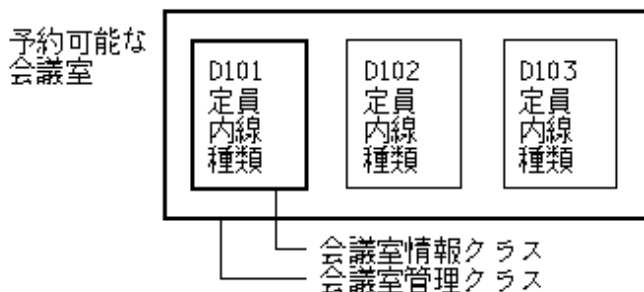 予約可能な
会議室
D101
定員
内線
種類
D102
定員
内線
種類
D103
定員
内線
種類
会議室情報クラス
会議室管理クラス